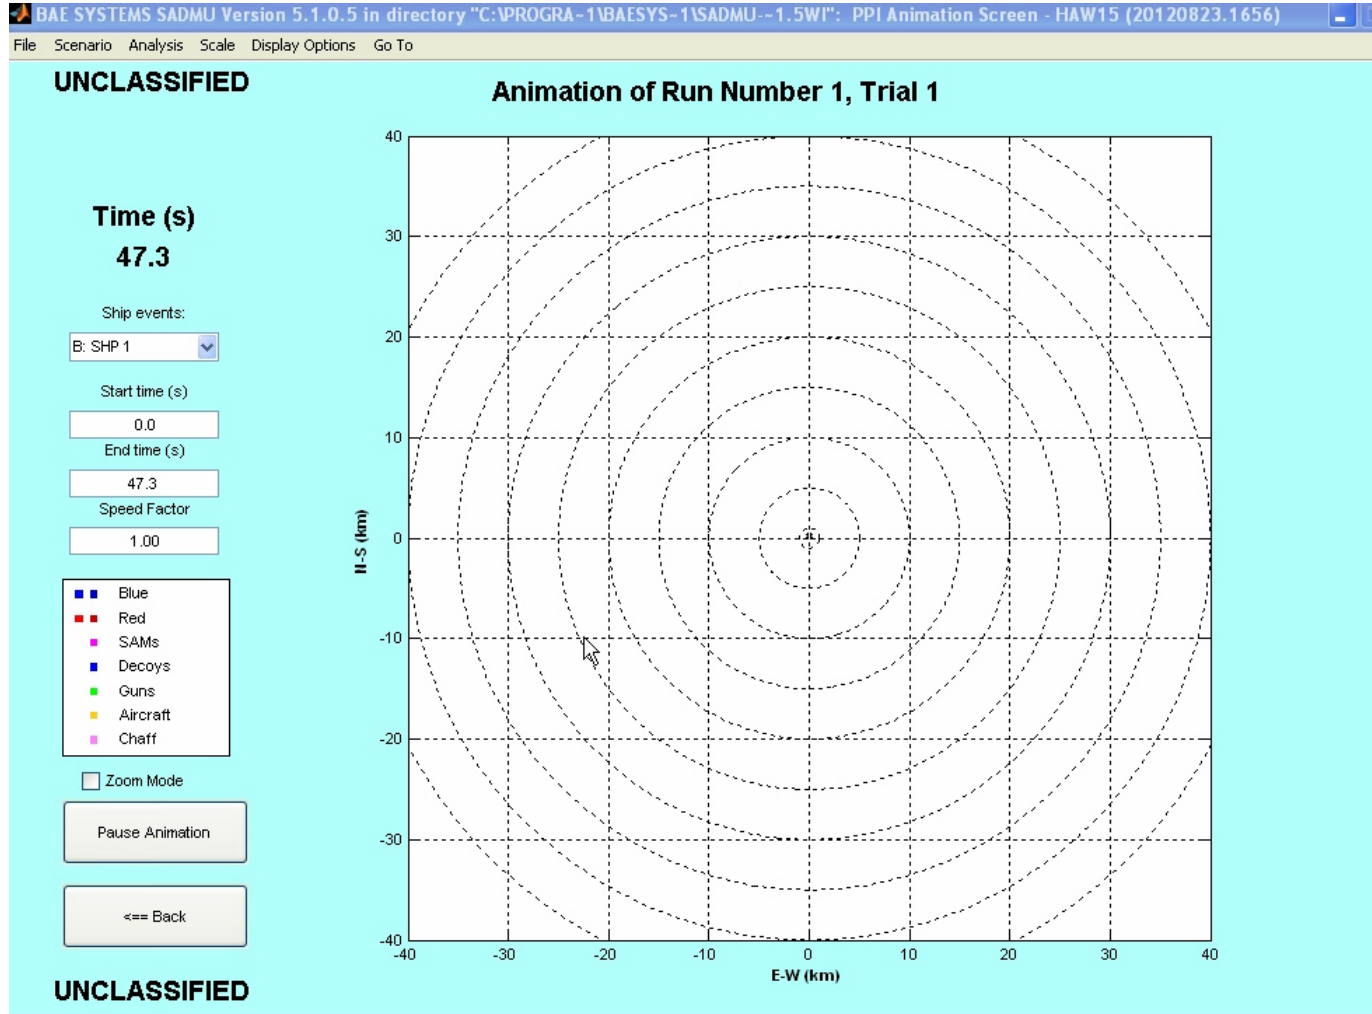 BAE SYSTEMS SADMU Version 5.1.0.5 in directory "C:\PROGRA~1\BAESYS~1\SADMU-~1.5WI": PPI Animation Screen - HAW15 (20120823.1656)
File Scenario Analysis Scale Display Options Go To
UNCLASSIFIED
Animation of Run Number 1, Trial 1
Time (s)
47.3
Ship events:
B: SHP 1
Start time (s)
0.0
End time (s)
47.3
Speed Factor
1.00
Blue
Red
SAMs
Decoys
Guns
Aircraft
Chaff
Zoom Mode
Pause Animation
<== Back
UNCLASSIFIED
N-S (km)
40
30
20
10
0
-10
-20
-30
-40
-40 -30 -20 -10 0 10 20 30 40
E-W (km)